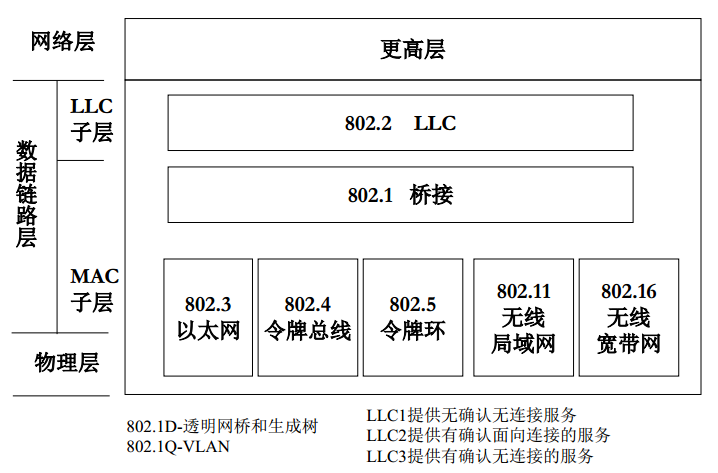 网络层
更高层
LLC
子层
数据链路层
802.2 LLC
802.1 桥接
MAC
子层
802.3
以太网
802.4
令牌总线
802.5
令牌环
802.11
无线
局域网
802.16
无线
宽带网
物理层
802.1D-透明网桥和生成树
802.1Q-VLAN
LLC1提供无确认无连接服务
LLC2提供有确认面向连接的服务
LLC3提供有确认无连接的服务